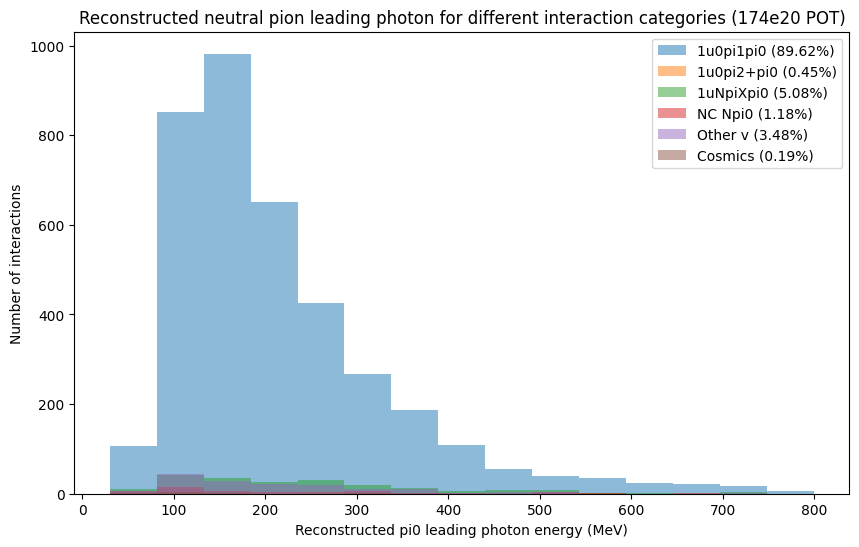 Reconstructed neutral pion leading photon for different interaction categories (174e20 POT)
1u0pi1pi0 (89.62%)
1u0pi2+pi0 (0.45%)
1uNpiXpi0 (5.08%)
NC Npi0 (1.18%)
Other v (3.48%)
Cosmics (0.19%)
Number of interactions
1000
800
600
400
200
0
0
100
200
300
400
500
600
700
800
Reconstructed pi0 leading photon energy (MeV)